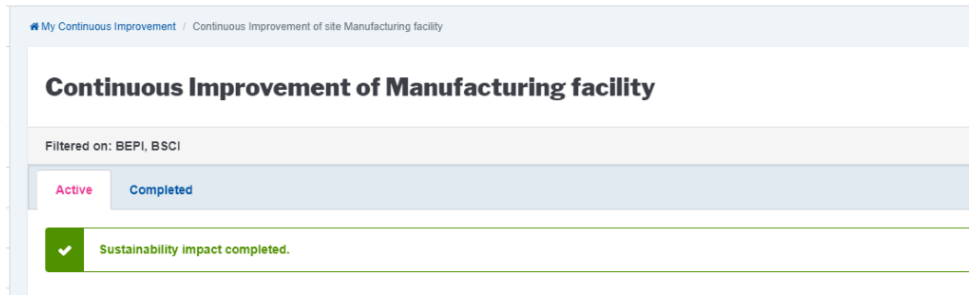 My Continuous Improvement / Continuous Improvement of site Manufacturing facility
Continuous Improvement of Manufacturing facility
Filtered on: BEPI, BSCI
Active Completed
Sustainability impact completed.